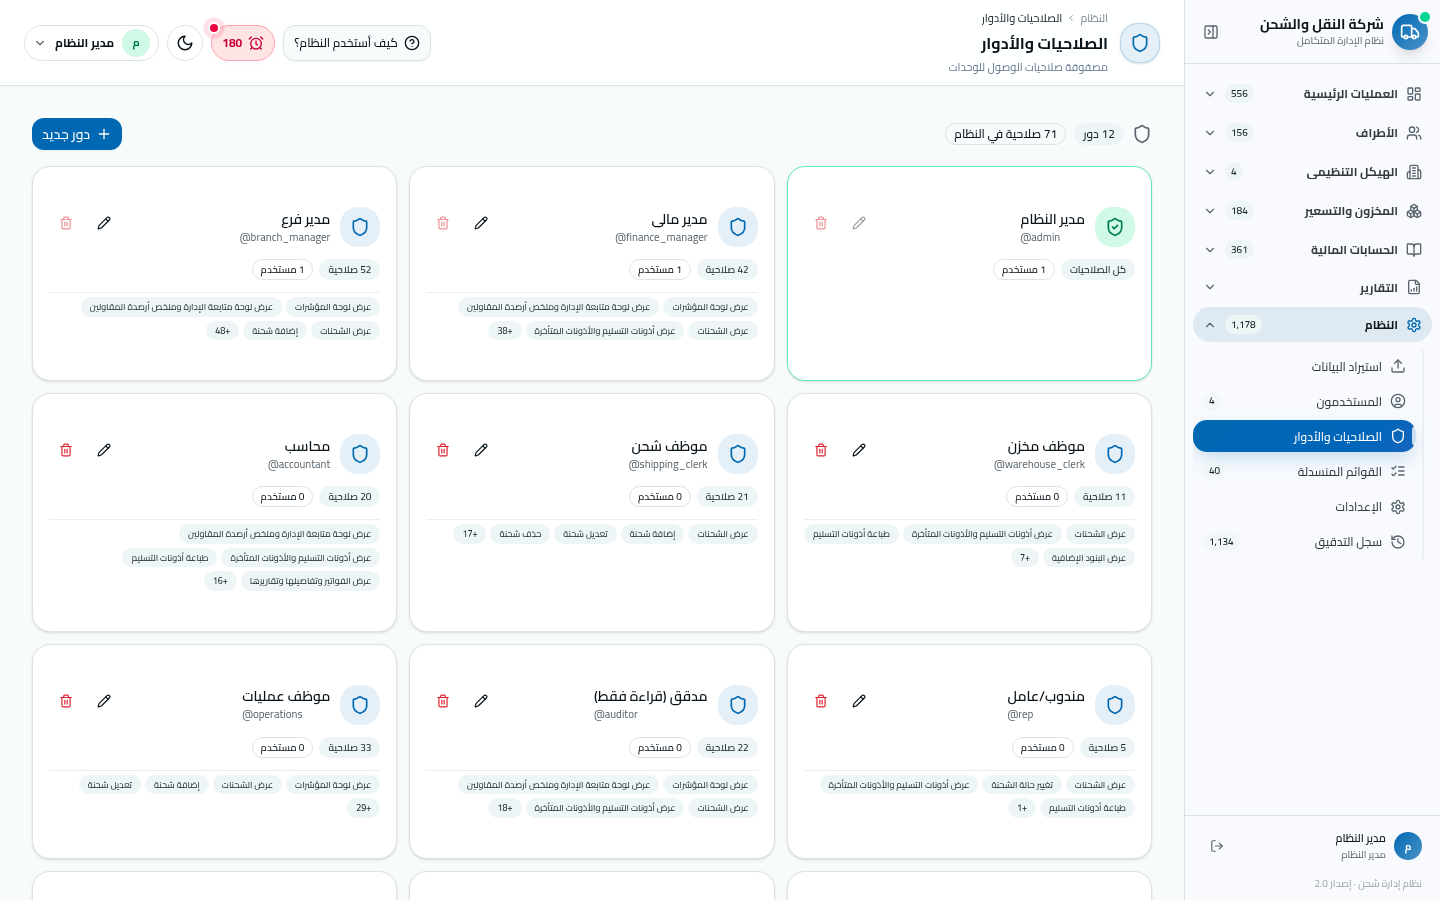 شركة النقل والشحن
نظام الإدارة المتكامل
العمليات الرئيسية 556
الأطراف 156
الهيكل التنظيمي 4
المخزون والتسعير 184
الحسابات المالية 361
التقارير
النظام 1,178
استيراد البيانات
المستخدمون 4
الصلاحيات والأدوار
القوائم المنسدلة 40
الإعدادات
سجل التدقيق 1,134
م
مدير النظام
مدير النظام
نظام إدارة شحن · إصدار 2.0
النظام › الصلاحيات والأدوار
الصلاحيات والأدوار
مصفوفة صلاحيات الوصول للوحدات
كيف أستخدم النظام؟
180
م مدير النظام
12 دور
71 صلاحية في النظام
دور جديد
مدير النظام
@admin
كل الصلاحيات
1 مستخدم
مدير مالي
@finance_manager
42 صلاحية
1 مستخدم
عرض لوحة المؤشرات
عرض لوحة متابعة الإدارة وملخص أرصدة المقاولين
عرض الشحنات
عرض أذونات التسليم والأذونات المتأخرة
+38
مدير فرع
@branch_manager
52 صلاحية
1 مستخدم
عرض لوحة المؤشرات
عرض لوحة متابعة الإدارة وملخص أرصدة المقاولين
عرض الشحنات
إضافة شحنة
+48
موظف مخزن
@warehouse_clerk
11 صلاحية
0 مستخدم
عرض الشحنات
عرض أذونات التسليم والأذونات المتأخرة
طباعة أذونات التسليم
عرض البنود الإضافية
+7
موظف شحن
@shipping_clerk
21 صلاحية
0 مستخدم
عرض الشحنات
إضافة شحنة
تعديل شحنة
حذف شحنة
+17
محاسب
@accountant
20 صلاحية
0 مستخدم
عرض لوحة متابعة الإدارة وملخص أرصدة المقاولين
عرض أذونات التسليم والأذونات المتأخرة
طباعة أذونات التسليم
عرض الفواتير وتفاصيلها وتقاريرها
+16
مندوب/عامل
@rep
5 صلاحية
0 مستخدم
عرض الشحنات
تغيير حالة الشحنة
عرض أذونات التسليم والأذونات المتأخرة
طباعة أذونات التسليم
+1
مدقق (قراءة فقط)
@auditor
22 صلاحية
0 مستخدم
عرض لوحة المؤشرات
عرض لوحة متابعة الإدارة وملخص أرصدة المقاولين
عرض الشحنات
عرض أذونات التسليم والأذونات المتأخرة
+18
موظف عمليات
@operations
33 صلاحية
0 مستخدم
عرض لوحة المؤشرات
عرض الشحنات
إضافة شحنة
تعديل شحنة
+29